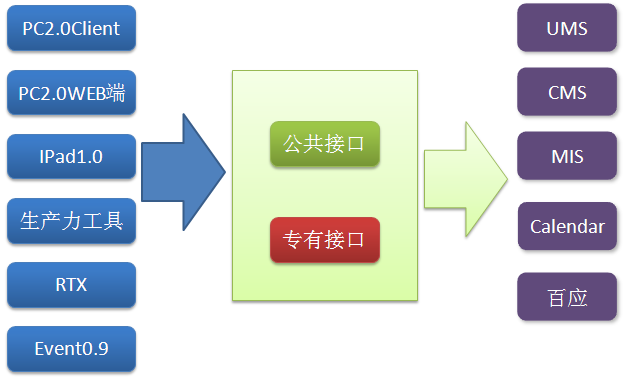 PC2.0Client
PC2.0WEB端
IPad1.0
生产力工具
RTX
Event0.9
公共接口
专有接口
UMS
CMS
MIS
Calendar
百应